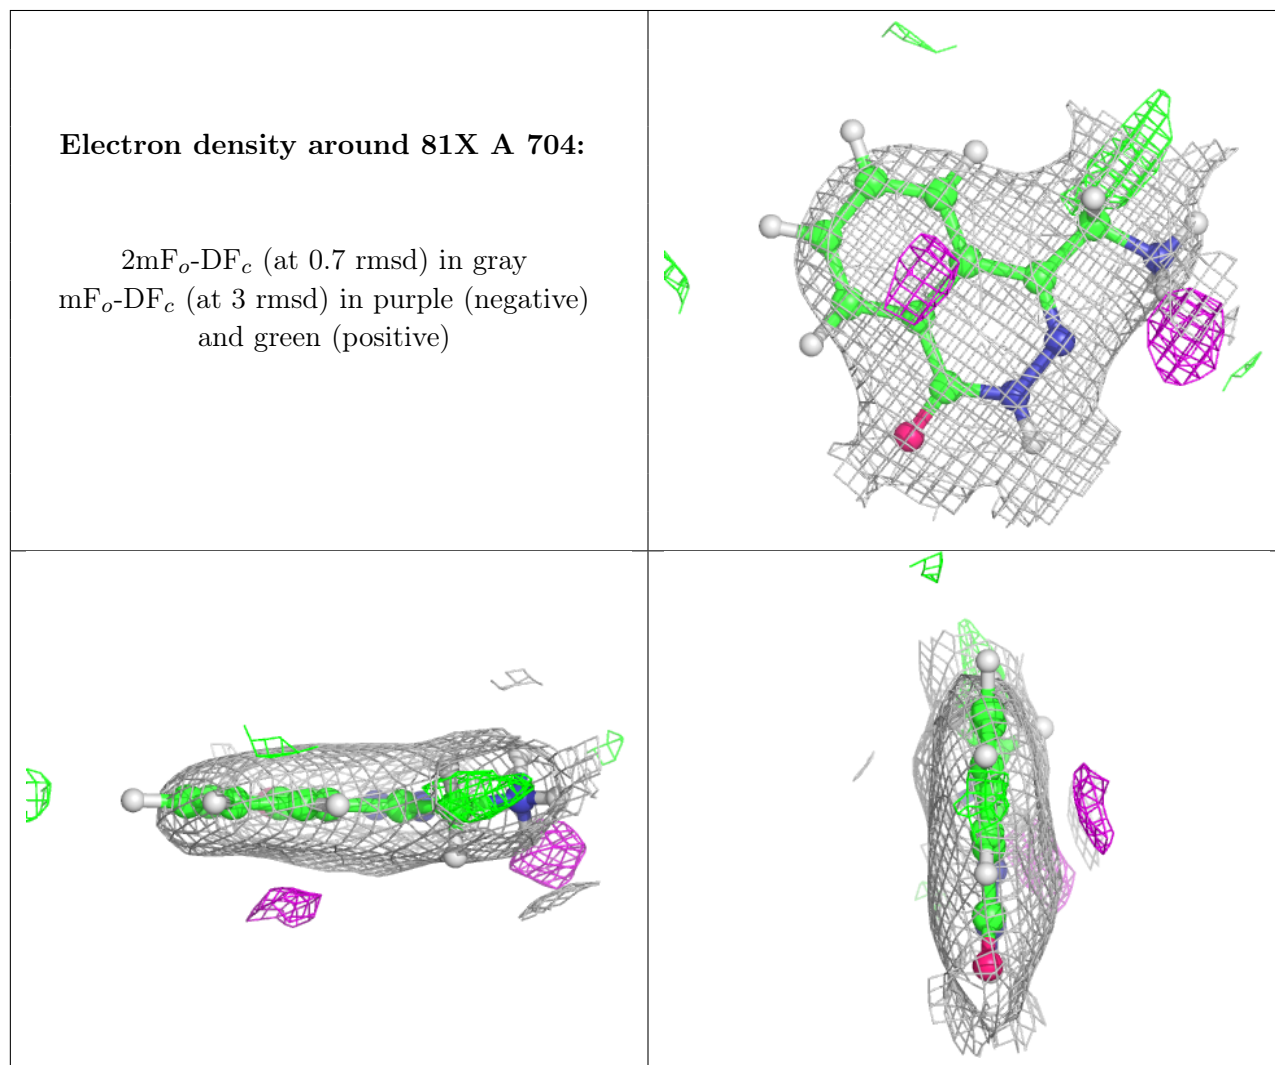 Electron density around 81X A 704:
2mFo-DFc (at 0.7 rmsd) in gray
mFo-DFc (at 3 rmsd) in purple (negative)
and green (positive)